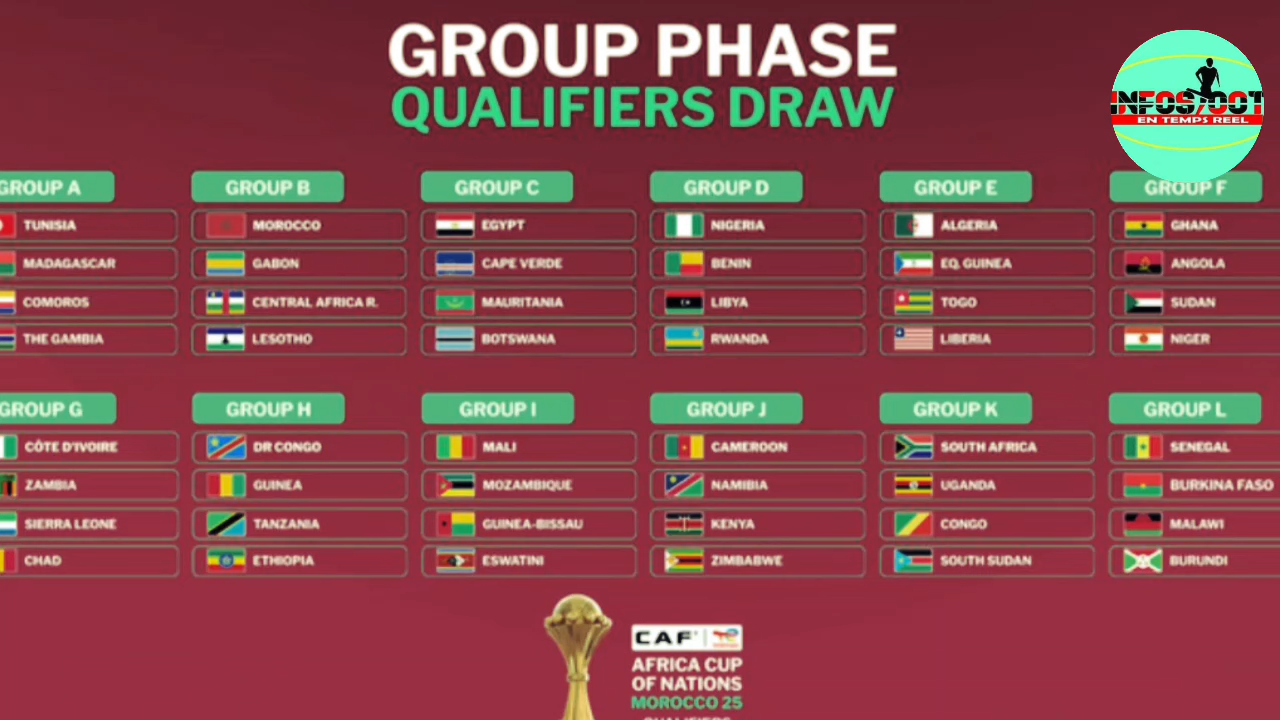 GROUP PHASE
QUALIFIERS DRAW
INFOS FOOT
EN TEMPS REEL
GROUP A
TUNISIA
MADAGASCAR
COMOROS
THE GAMBIA
GROUP B
MOROCCO
GABON
CENTRAL AFRICA R.
LESOTHO
GROUP C
EGYPT
CAPE VERDE
MAURITANIA
BOTSWANA
GROUP D
NIGERIA
BENIN
LIBYA
RWANDA
GROUP E
ALGERIA
EQ. GUINEA
TOGO
LIBERIA
GROUP F
GHANA
ANGOLA
SUDAN
NIGER
GROUP G
CÔTE D'IVOIRE
ZAMBIA
SIERRA LEONE
CHAD
GROUP H
DR CONGO
GUINEA
TANZANIA
ETHIOPIA
GROUP I
MALI
MOZAMBIQUE
GUINEA-BISSAU
ESWATINI
GROUP J
CAMEROON
NAMIBIA
KENYA
ZIMBABWE
GROUP K
SOUTH AFRICA
UGANDA
CONGO
SOUTH SUDAN
GROUP L
SENEGAL
BURKINA FASO
MALAWI
BURUNDI
CAF
AFRICA CUP
OF NATIONS
MOROCCO 25
QUALIFIERS